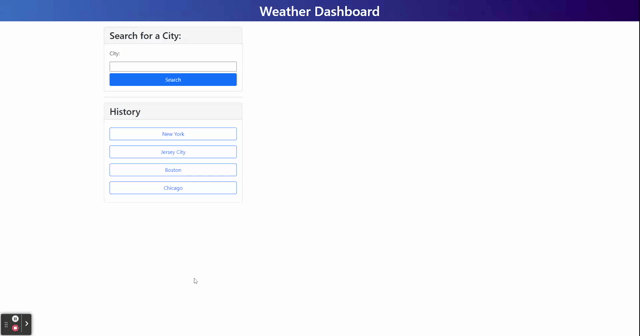 Weather Dashboard
Search for a City:
City:
Search
History
New York
Jersey City
Boston
Chicago